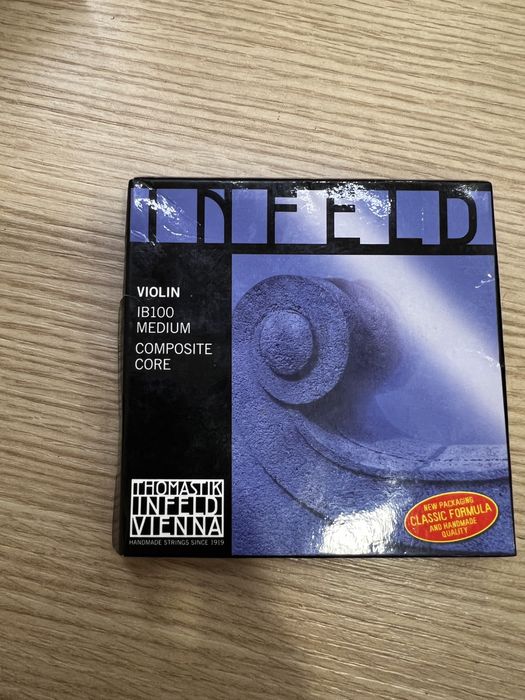 INFELD
VIOLIN
IB100
MEDIUM
COMPOSITE
CORE
THOMASTIK
INFELD
VIENNA
HANDMADE STRINGS SINCE 1919
NEW PACKAGING
CLASSIC FORMULA
AND HANDMADE
QUALITY